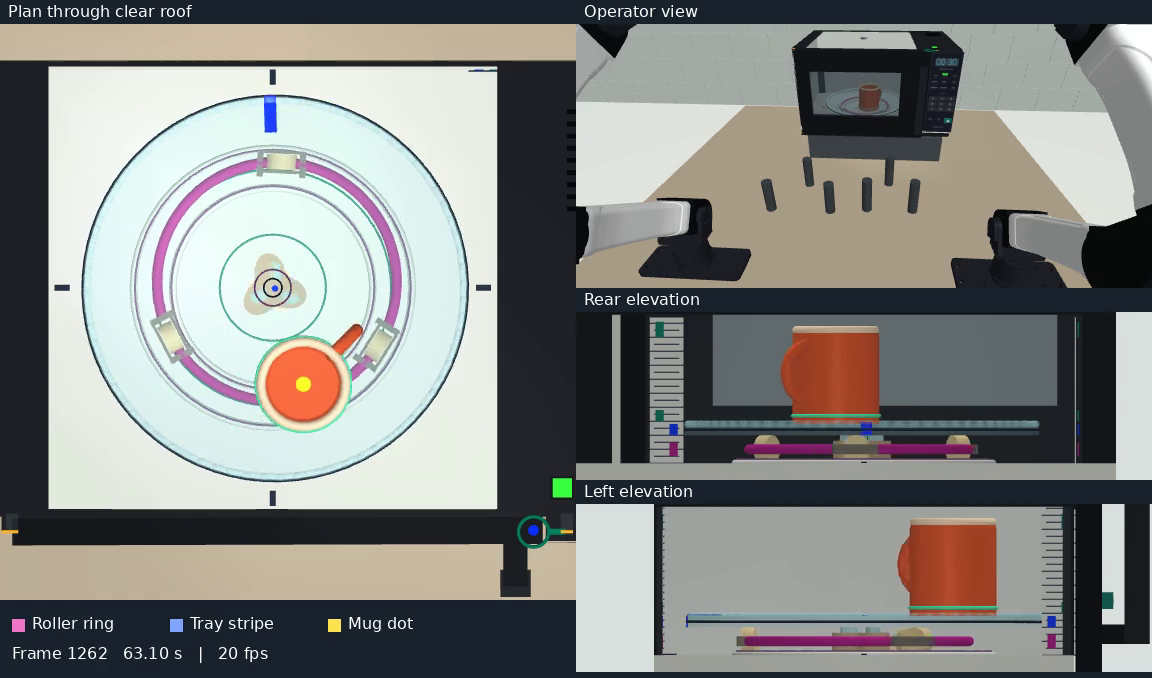 Plan through clear roof
Operator view
00:30
Rear elevation
Left elevation
Roller ring
Tray stripe
Mug dot
Frame 1262 63.10 s | 20 fps